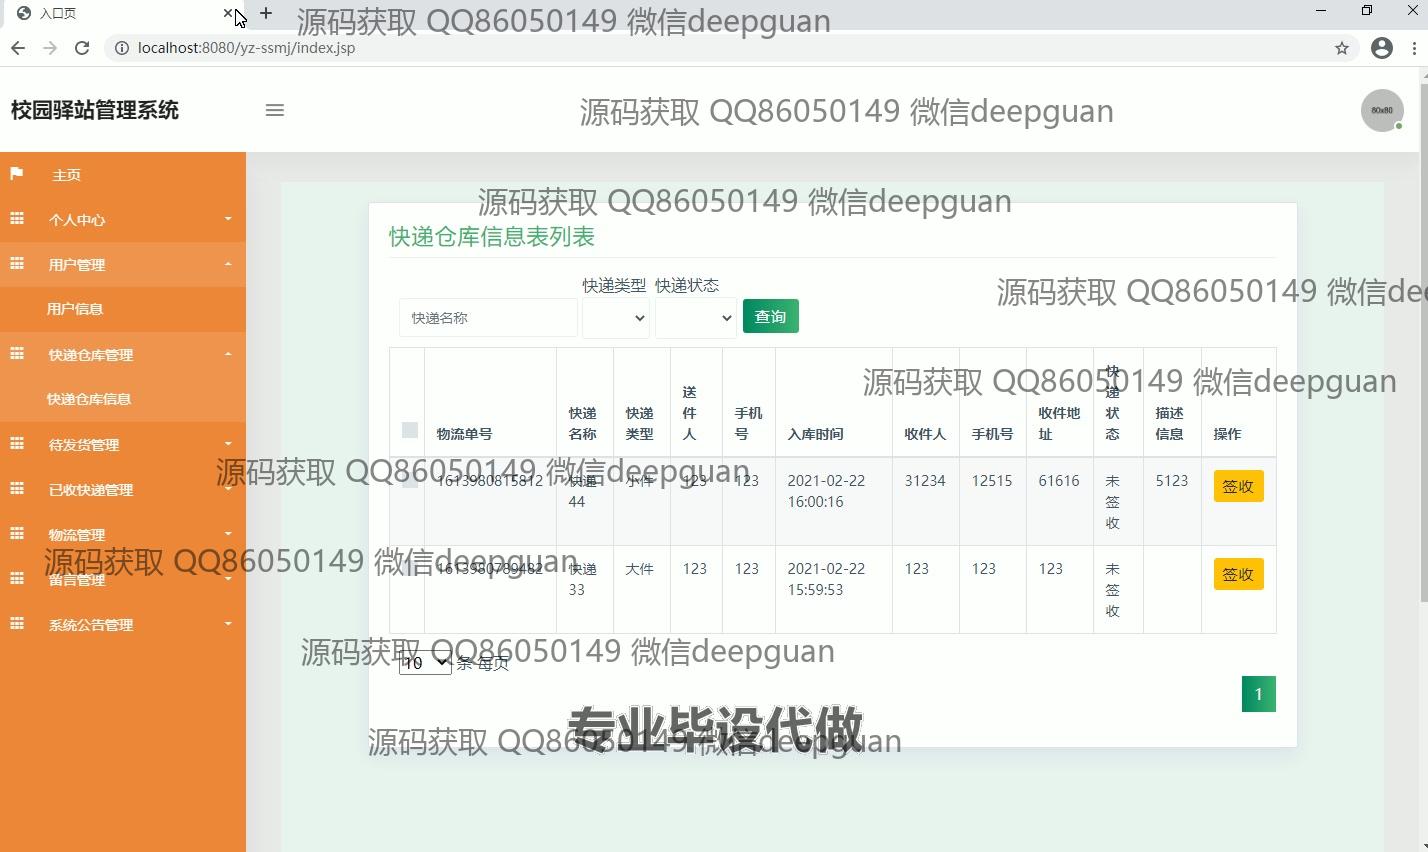 入口页
源码获取 QQ86050149 微信deepguan
localhost:8080/yz-ssmj/index.jsp
校园驿站管理系统
源码获取 QQ86050149 微信deepguan
80x80
主页
个人中心
用户管理
用户信息
快递仓库管理
快递仓库信息
待发货管理
已收快递管理
物流管理
留言管理
系统公告管理
源码获取 QQ86050149 微信deepguan
快递仓库信息表列表
快递类型 快递状态
源码获取 QQ86050149 微信de
快递名称 查询
源码获取 QQ86050149 微信deepguan
物流单号 快递名称 快递类型 送件人 手机号 入库时间 收件人 手机号 收件地址 快递状态 描述信息 操作
源码获取 QQ86050149 微信deepguan
1613980815812 快递44 小件 123 123 2021-02-22 16:00:16 31234 12515 61616 未签收 5123 签收
源码获取 QQ86050149 微信deepguan
1613980789482 快递33 大件 123 123 2021-02-22 15:59:53 123 123 123 未签收 签收
源码获取 QQ86050149 微信deepguan
10 条 每页
1
专业毕设代做
源码获取 QQ86050149 微信deepguan